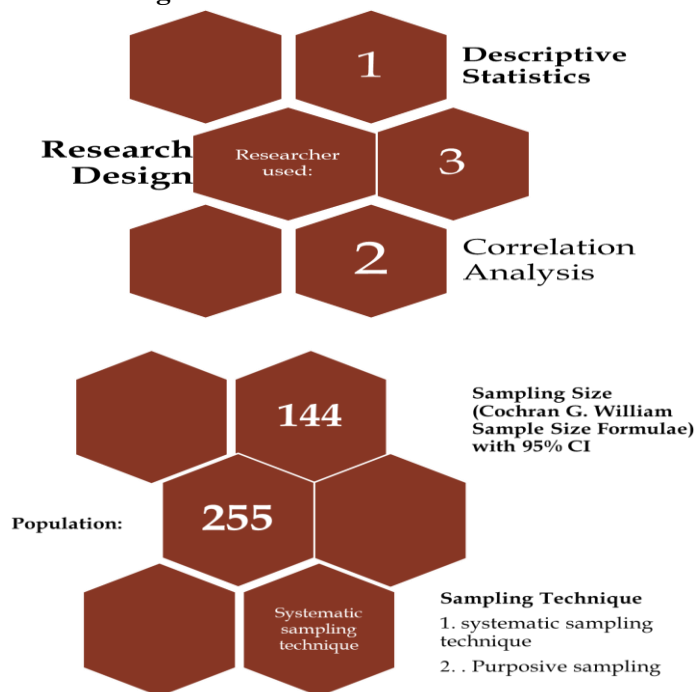 1
Descriptive
Statistics
Research
Design
Researcher
used:
3
2
Correlation
Analysis
144
Sampling Size
(Cochran G. William
Sample Size Formulae)
with 95% CI
Population:
255
Systematic
sampling
technique
Sampling Technique
1. systematic sampling
technique
2. . Purposive sampling